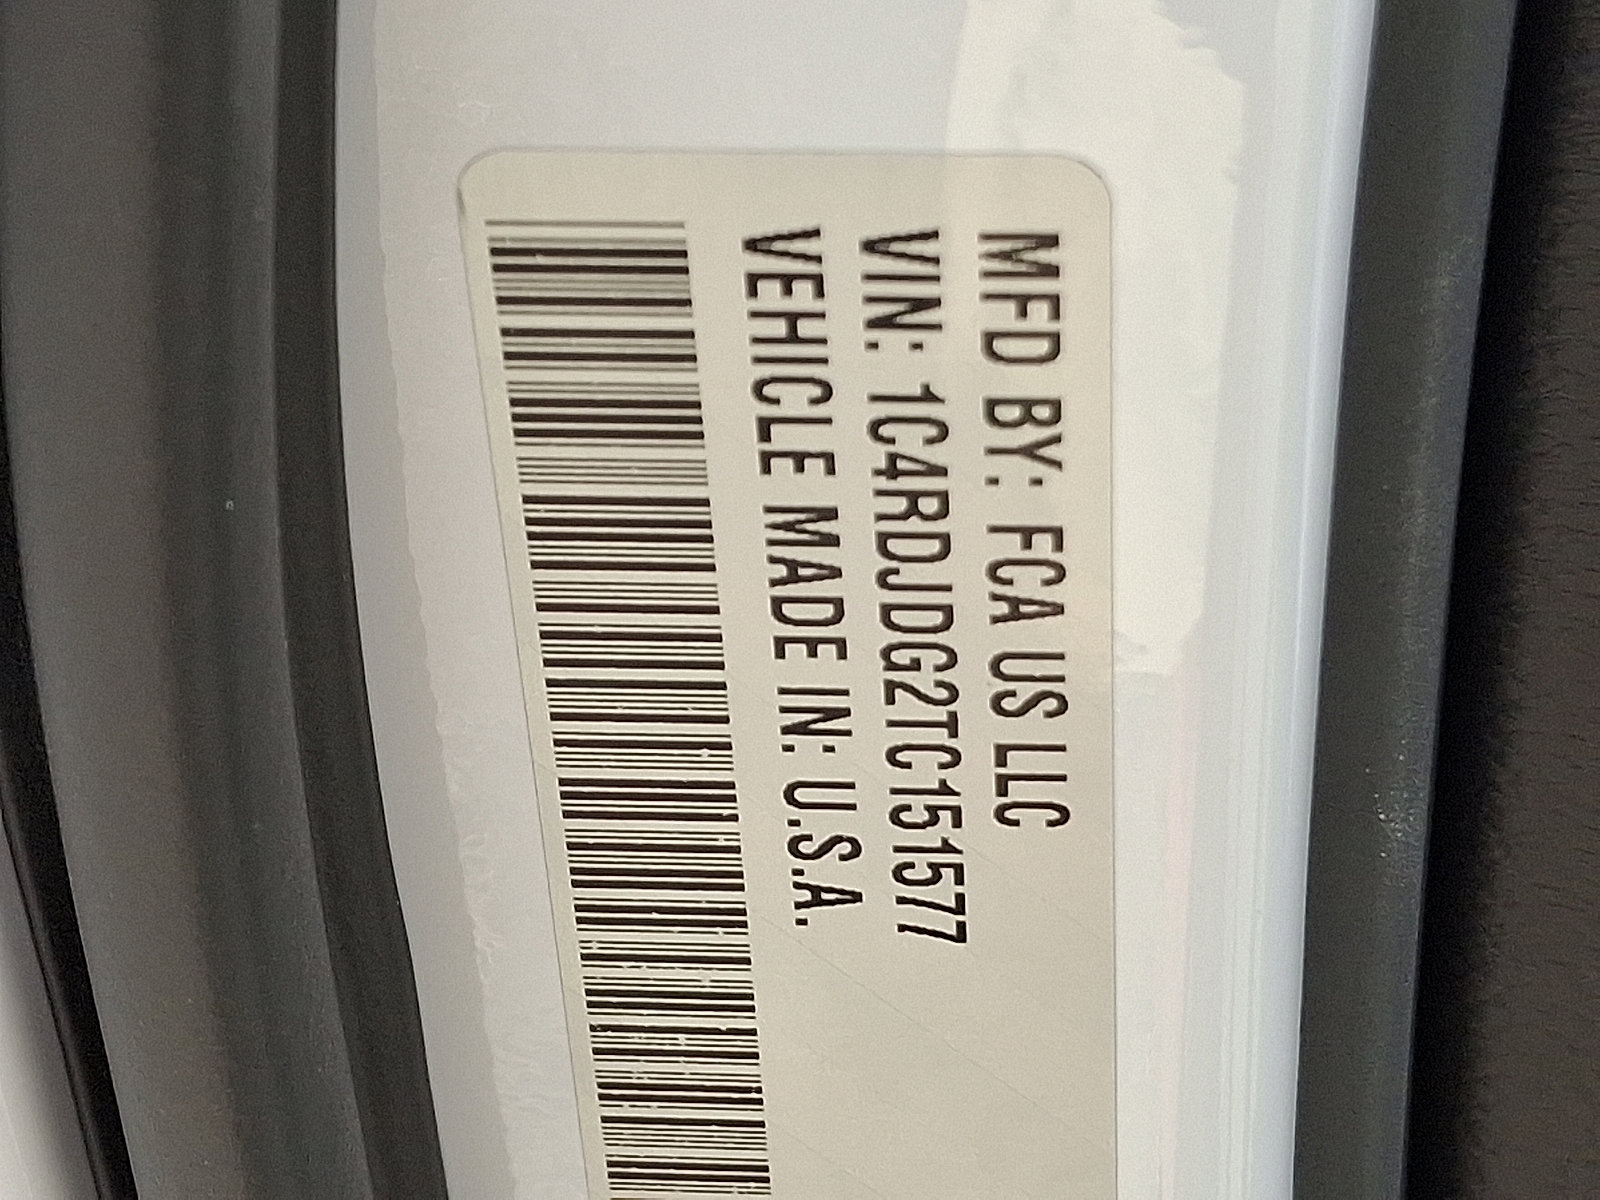 MFD BY: FCA US LLC
VIN: 1C4RDJDG2TC151577
VEHICLE MADE IN: U.S.A.